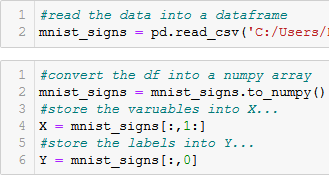 1 #read the data into a dataframe
2 mnist_signs = pd.read_csv('C:/Users/
1 #convert the df into a numpy array
2 mnist_signs = mnist_signs.to_numpy()
3 #store the varuables into X...
4 X = mnist_signs[:,1:]
5 #store the labels into Y...
6 Y = mnist_signs[:,0]